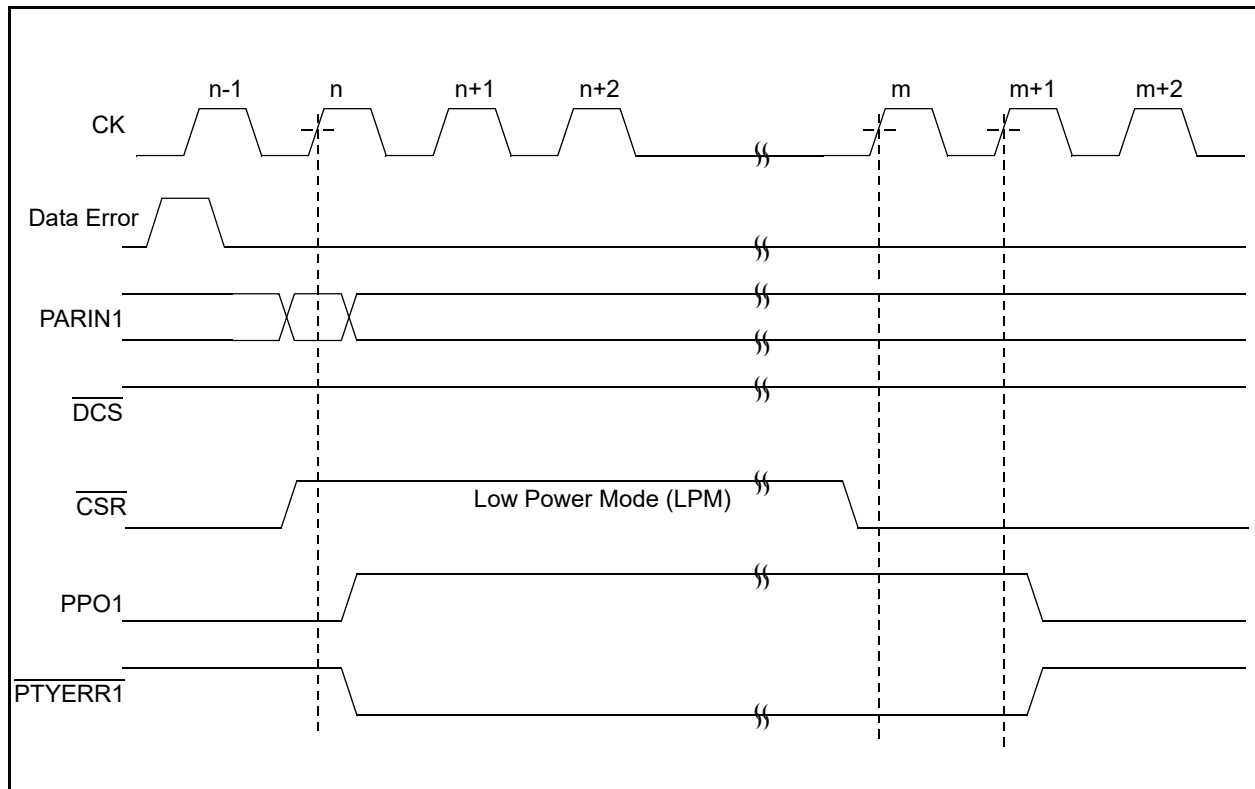 n-1 n n+1 n+2 m m+1 m+2
CK
Data Error
PARIN1
DCS
CSR
Low Power Mode (LPM)
PPO1
PTYERR1